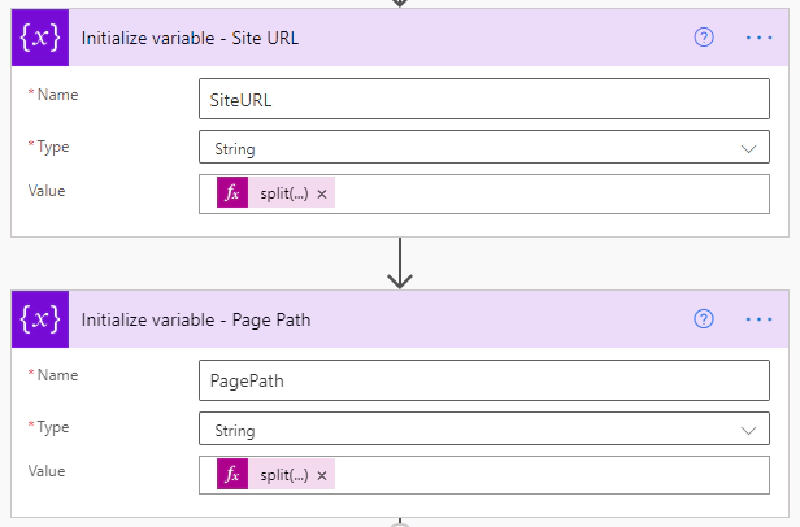 {x} Initialize variable - Site URL ? ...
* Name SiteURL
* Type String
Value fx split(...) ×
{x} Initialize variable - Page Path ? ...
* Name PagePath
* Type String
Value fx split(...) ×